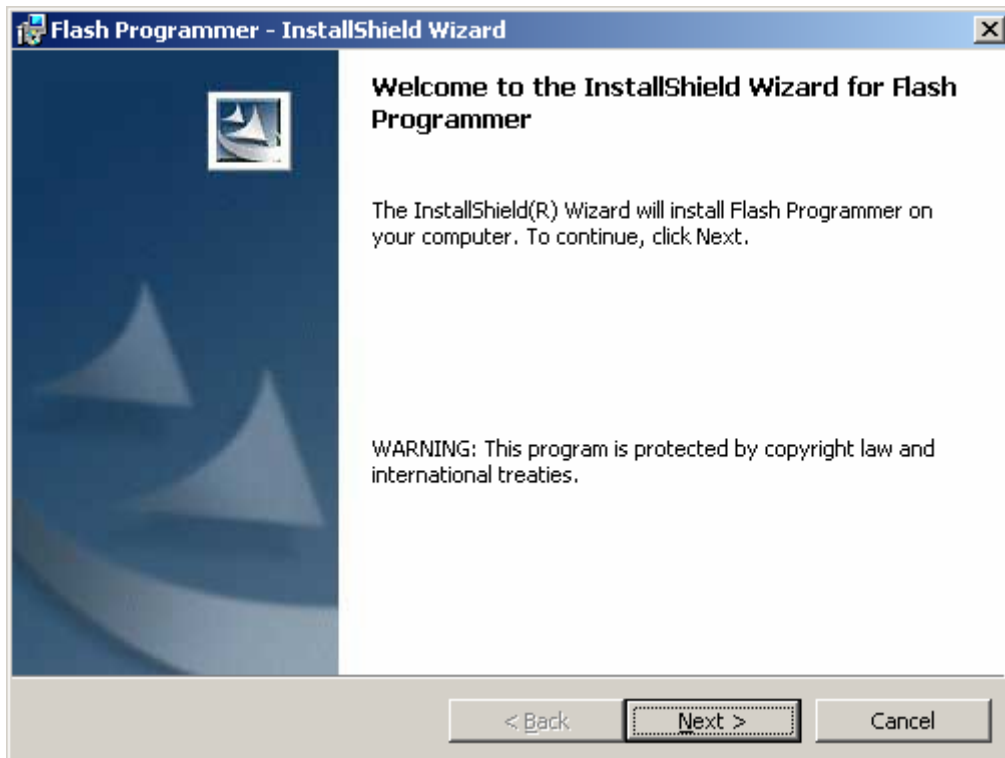 Flash Programmer - InstallShield Wizard
Welcome to the InstallShield Wizard for Flash
Programmer
The InstallShield(R) Wizard will install Flash Programmer on
your computer. To continue, click Next.
WARNING: This program is protected by copyright law and
international treaties.
< Back
Next >
Cancel